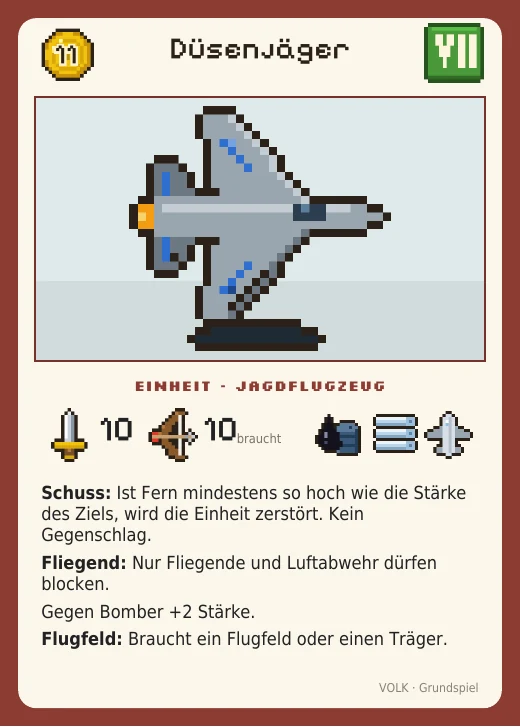 11
Düsenjäger
VII
EINHEIT - JAGDFLUGZEUG
10
10
braucht
Schuss: Ist Fern mindestens so hoch wie die Stärke
des Ziels, wird die Einheit zerstört. Kein
Gegenschlag.
Fliegend: Nur Fliegende und Luftabwehr dürfen
blocken.
Gegen Bomber +2 Stärke.
Flugfeld: Braucht ein Flugfeld oder einen Träger.
VOLK · Grundspiel